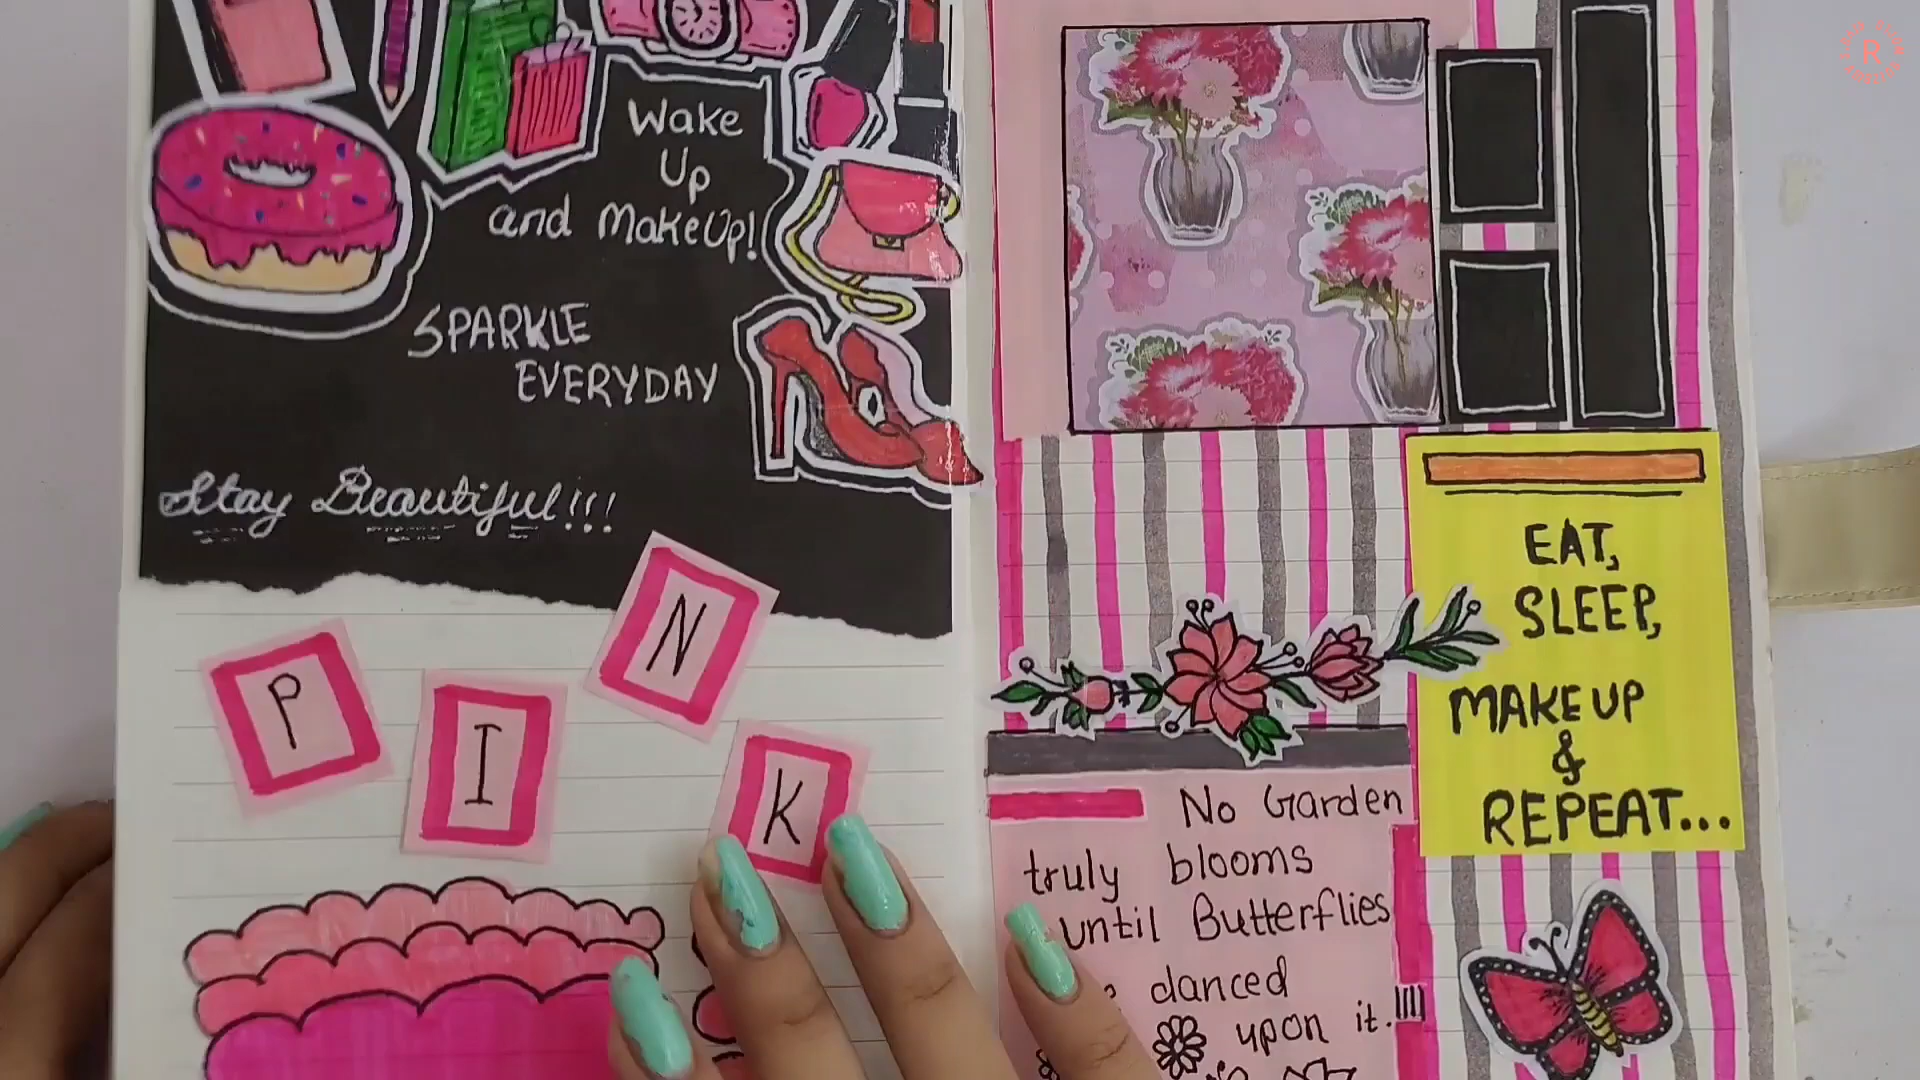 Wake
Up
and MakeUp!
SPARKLE
EVERYDAY
Stay Beautiful!!!
P
I
N
K
EAT,
SLEEP,
MAKE UP
&
REPEAT...
No Garden
truly blooms
until Butterflies
danced
upon it.
R